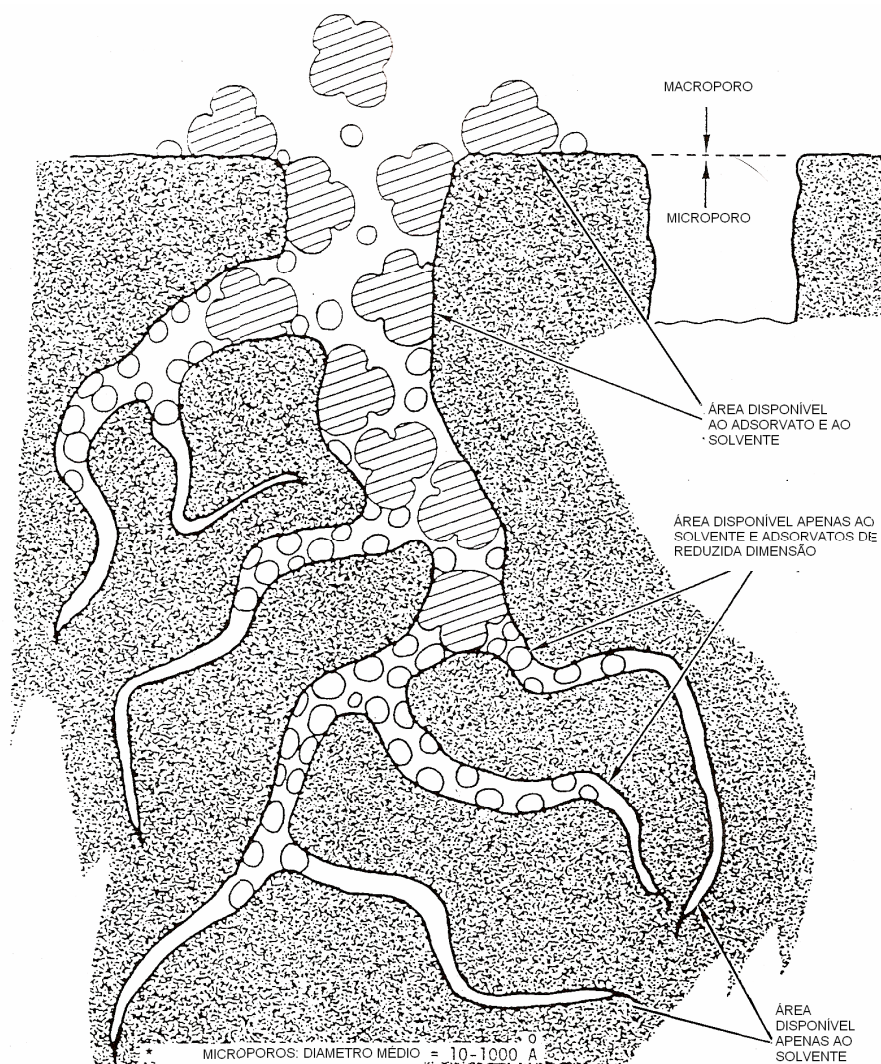 MACROPORO
MICROPORO
ÁREA DISPONÍVEL
AO ADSORVATO E AO
SOLVENTE
ÁREA DISPONÍVEL APENAS AO
SOLVENTE E ADSORVATOS DE
REDUZIDA DIMENSÃO
ÁREA
DISPONÍVEL
APENAS AO
SOLVENTE
* MICROPOROS: DIAMETRO MÉDIO = 10-1000 Å